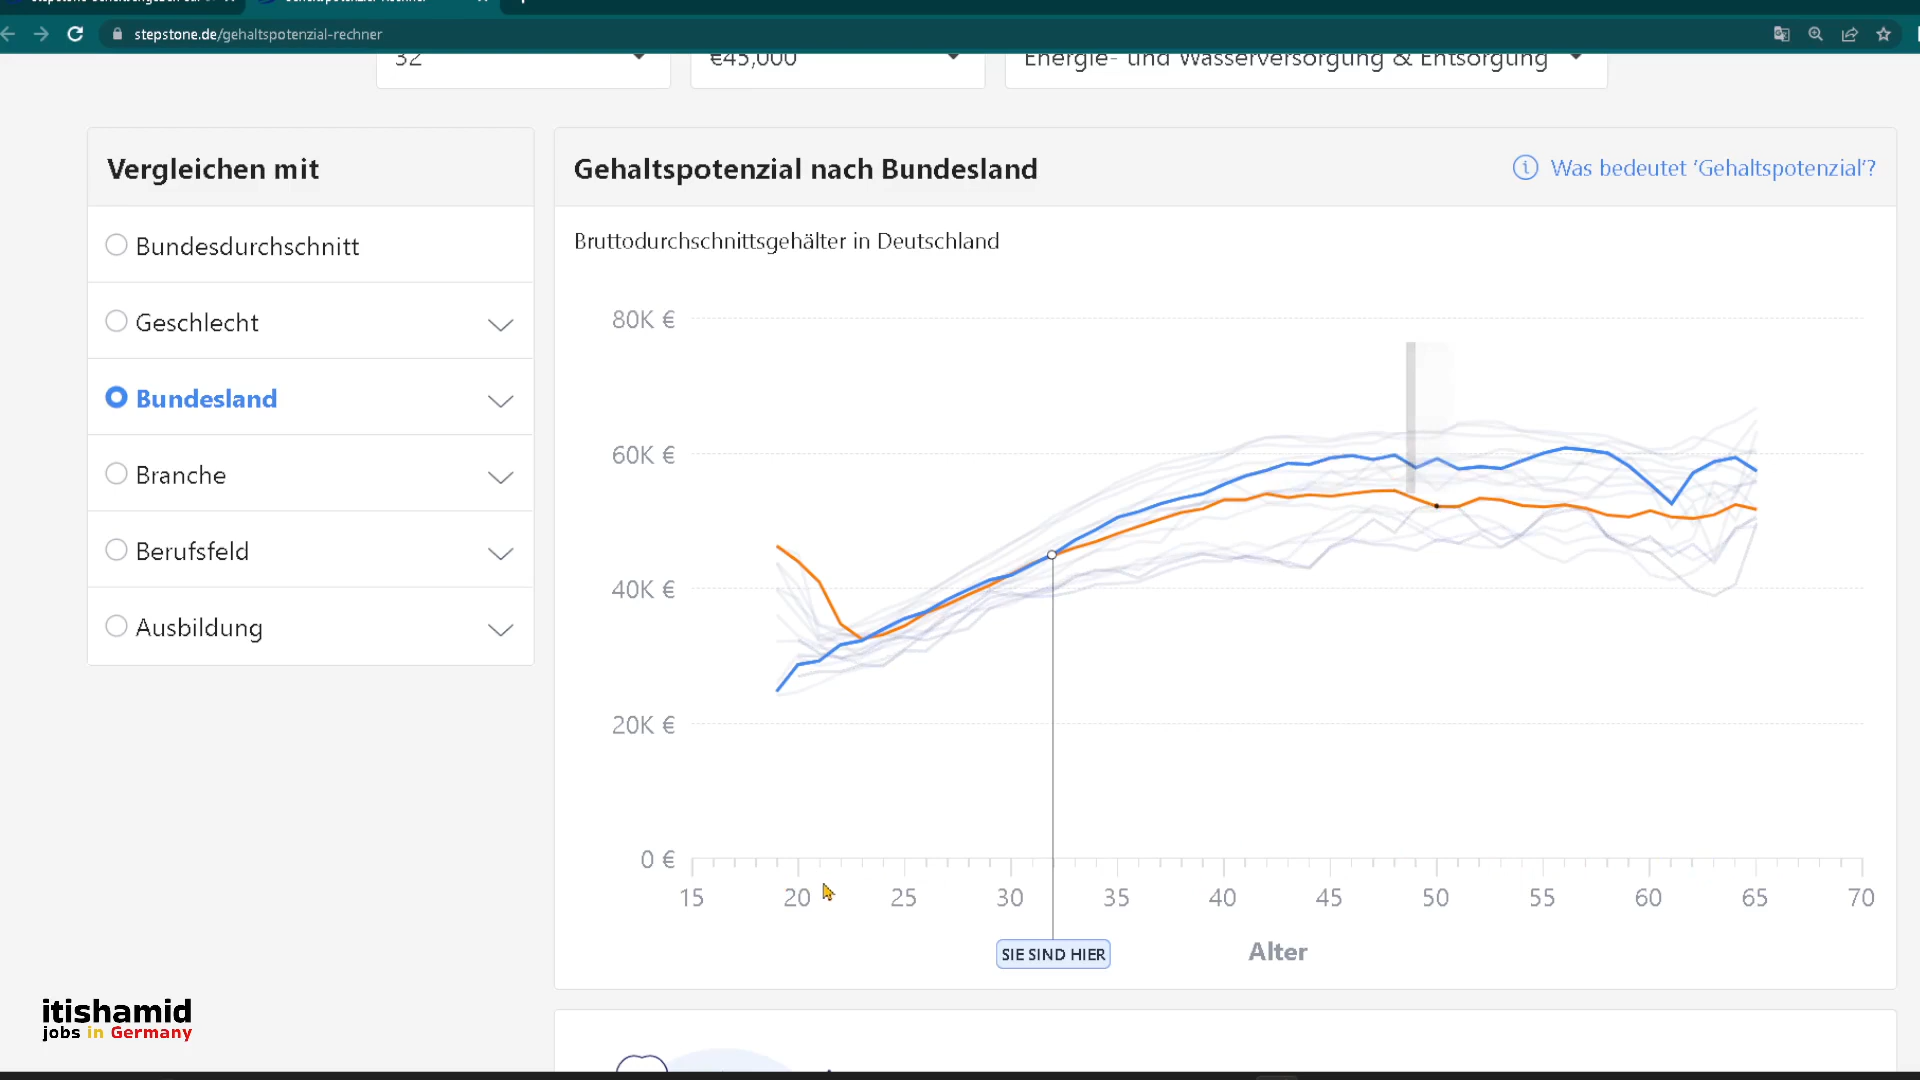 stepstone.de/gehaltspotenzial-rechner
32
€45,000
Energie- und Wasserversorgung & Entsorgung
Vergleichen mit
Bundesdurchschnitt
Geschlecht
Bundesland
Branche
Berufsfeld
Ausbildung
Gehaltspotenzial nach Bundesland
Was bedeutet ‘Gehaltspotenzial’?
Bruttodurchschnittsgehälter in Deutschland
80K €
60K €
40K €
20K €
0 €
15 20 25 30 35 40 45 50 55 60 65 70
SIE SIND HIER
Alter
itishamid
jobs in Germany